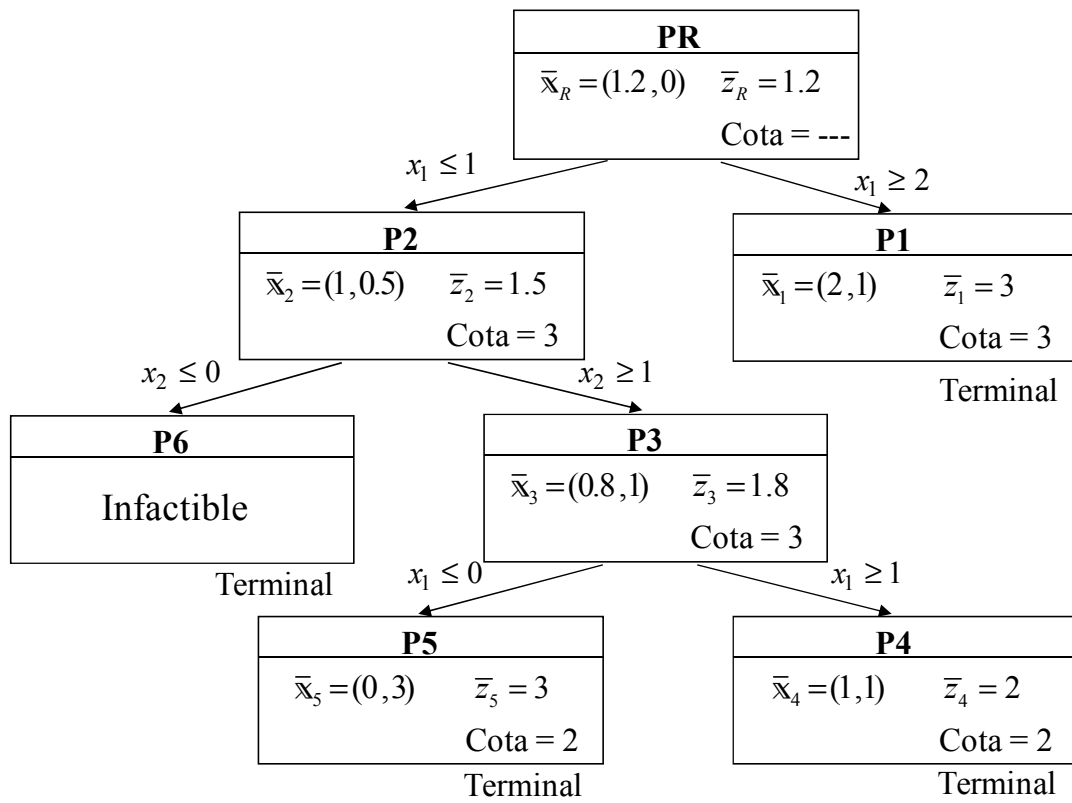 PR
x̄_R = (1.2, 0) z̄_R = 1.2
Cota = ---
x₁ ≤ 1
x₁ ≥ 2
P2
x̄₂ = (1, 0.5) z̄₂ = 1.5
Cota = 3
P1
x̄₁ = (2, 1) z̄₁ = 3
Cota = 3
Terminal
x₂ ≤ 0
x₂ ≥ 1
P6
Infactible
Terminal
P3
x̄₃ = (0.8, 1) z̄₃ = 1.8
Cota = 3
x₁ ≤ 0
x₁ ≥ 1
P5
x̄₅ = (0, 3) z̄₅ = 3
Cota = 2
Terminal
P4
x̄₄ = (1, 1) z̄₄ = 2
Cota = 2
Terminal